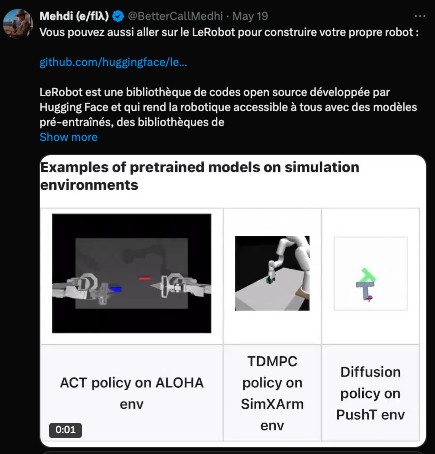 Mehdi (e/flλ) @BetterCallMedhi · May 19
Vous pouvez aussi aller sur le LeRobot pour construire votre propre robot :
github.com/huggingface/le...
LeRobot est une bibliothèque de codes open source développée par
Hugging Face et qui rend la robotique accessible à tous avec des modèles
pré-entraînés, des bibliothèques de
Show more
Examples of pretrained models on simulation
environments
ACT policy on ALOHA
env
TDMPC
policy on
SimXArm
env
Diffusion
policy on
PushT env
0:01